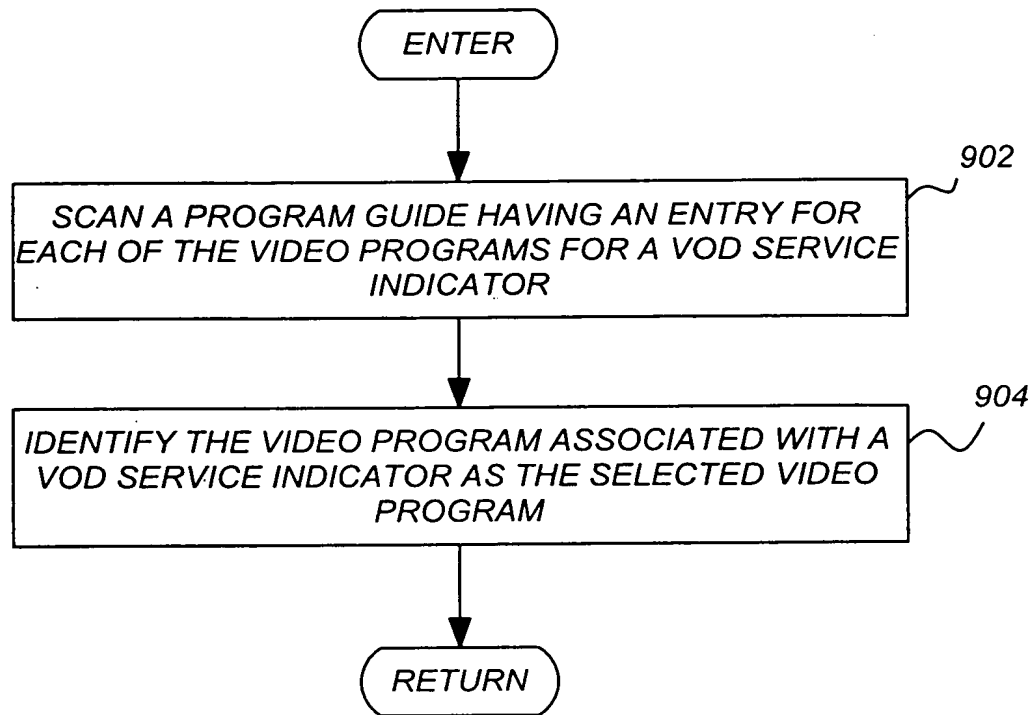 ENTER
902
SCAN A PROGRAM GUIDE HAVING AN ENTRY FOR
EACH OF THE VIDEO PROGRAMS FOR A VOD SERVICE
INDICATOR
904
IDENTIFY THE VIDEO PROGRAM ASSOCIATED WITH A
VOD SERVICE INDICATOR AS THE SELECTED VIDEO
PROGRAM
RETURN